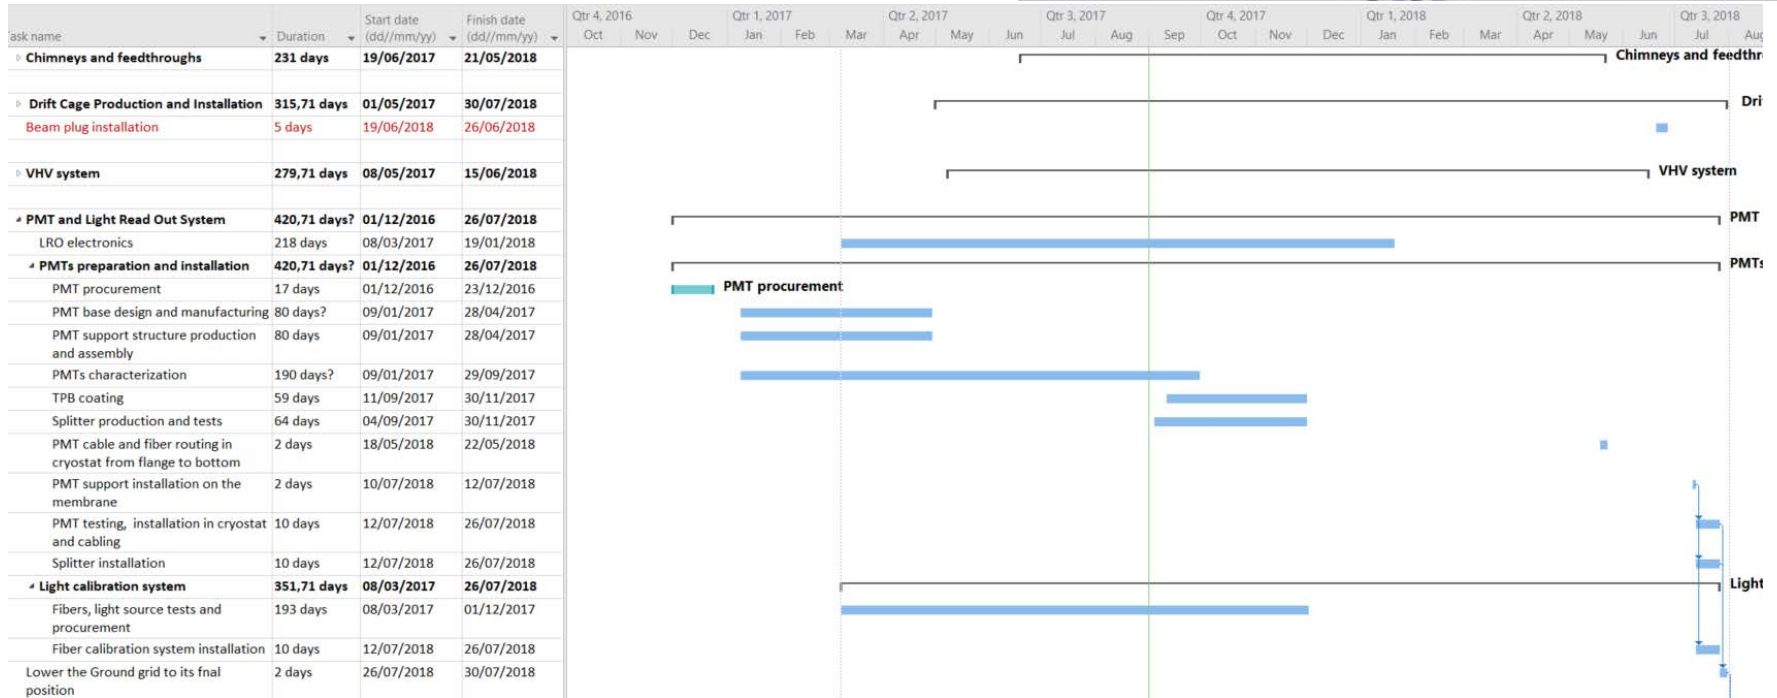 Qtr 4, 2016 Qtr 1, 2017 Qtr 2, 2017 Qtr 3, 2017 Qtr 4, 2017 Qtr 1, 2018 Qtr 2, 2018 Qtr 3, 2018
Start date Finish date
ask name Duration (dd//mm/yy) (dd//mm/yy) Oct Nov Dec Jan Feb Mar Apr May Jun Jul Aug Sep Oct Nov Dec Jan Feb Mar Apr May Jun Jul Aug
Chimneys and feedthroughs 231 days 19/06/2017 21/05/2018 Chimneys and feedthr
Drift Cage Production and Installation 315,71 days 01/05/2017 30/07/2018 Dri
Beam plug installation 5 days 19/06/2018 26/06/2018
VHV system 279,71 days 08/05/2017 15/06/2018 VHV system
PMT and Light Read Out System 420,71 days? 01/12/2016 26/07/2018 PMT
LRO electronics 218 days 08/03/2017 19/01/2018
PMTs preparation and installation 420,71 days? 01/12/2016 26/07/2018 PMTs
PMT procurement 17 days 01/12/2016 23/12/2016 PMT procurement
PMT base design and manufacturing 80 days? 09/01/2017 28/04/2017
PMT support structure production 80 days 09/01/2017 28/04/2017
and assembly
PMTs characterization 190 days? 09/01/2017 29/09/2017
TPB coating 59 days 11/09/2017 30/11/2017
Splitter production and tests 64 days 04/09/2017 30/11/2017
PMT cable and fiber routing in 2 days 18/05/2018 22/05/2018
cryostat from flange to bottom
PMT support installation on the 2 days 10/07/2018 12/07/2018
membrane
PMT testing, installation in cryostat 10 days 12/07/2018 26/07/2018
and cabling
Splitter installation 10 days 12/07/2018 26/07/2018
Light calibration system 351,71 days 08/03/2017 26/07/2018 Light
Fibers, light source tests and 193 days 08/03/2017 01/12/2017
procurement
Fiber calibration system installation 10 days 12/07/2018 26/07/2018
Lower the Ground grid to its fnal 2 days 26/07/2018 30/07/2018
position